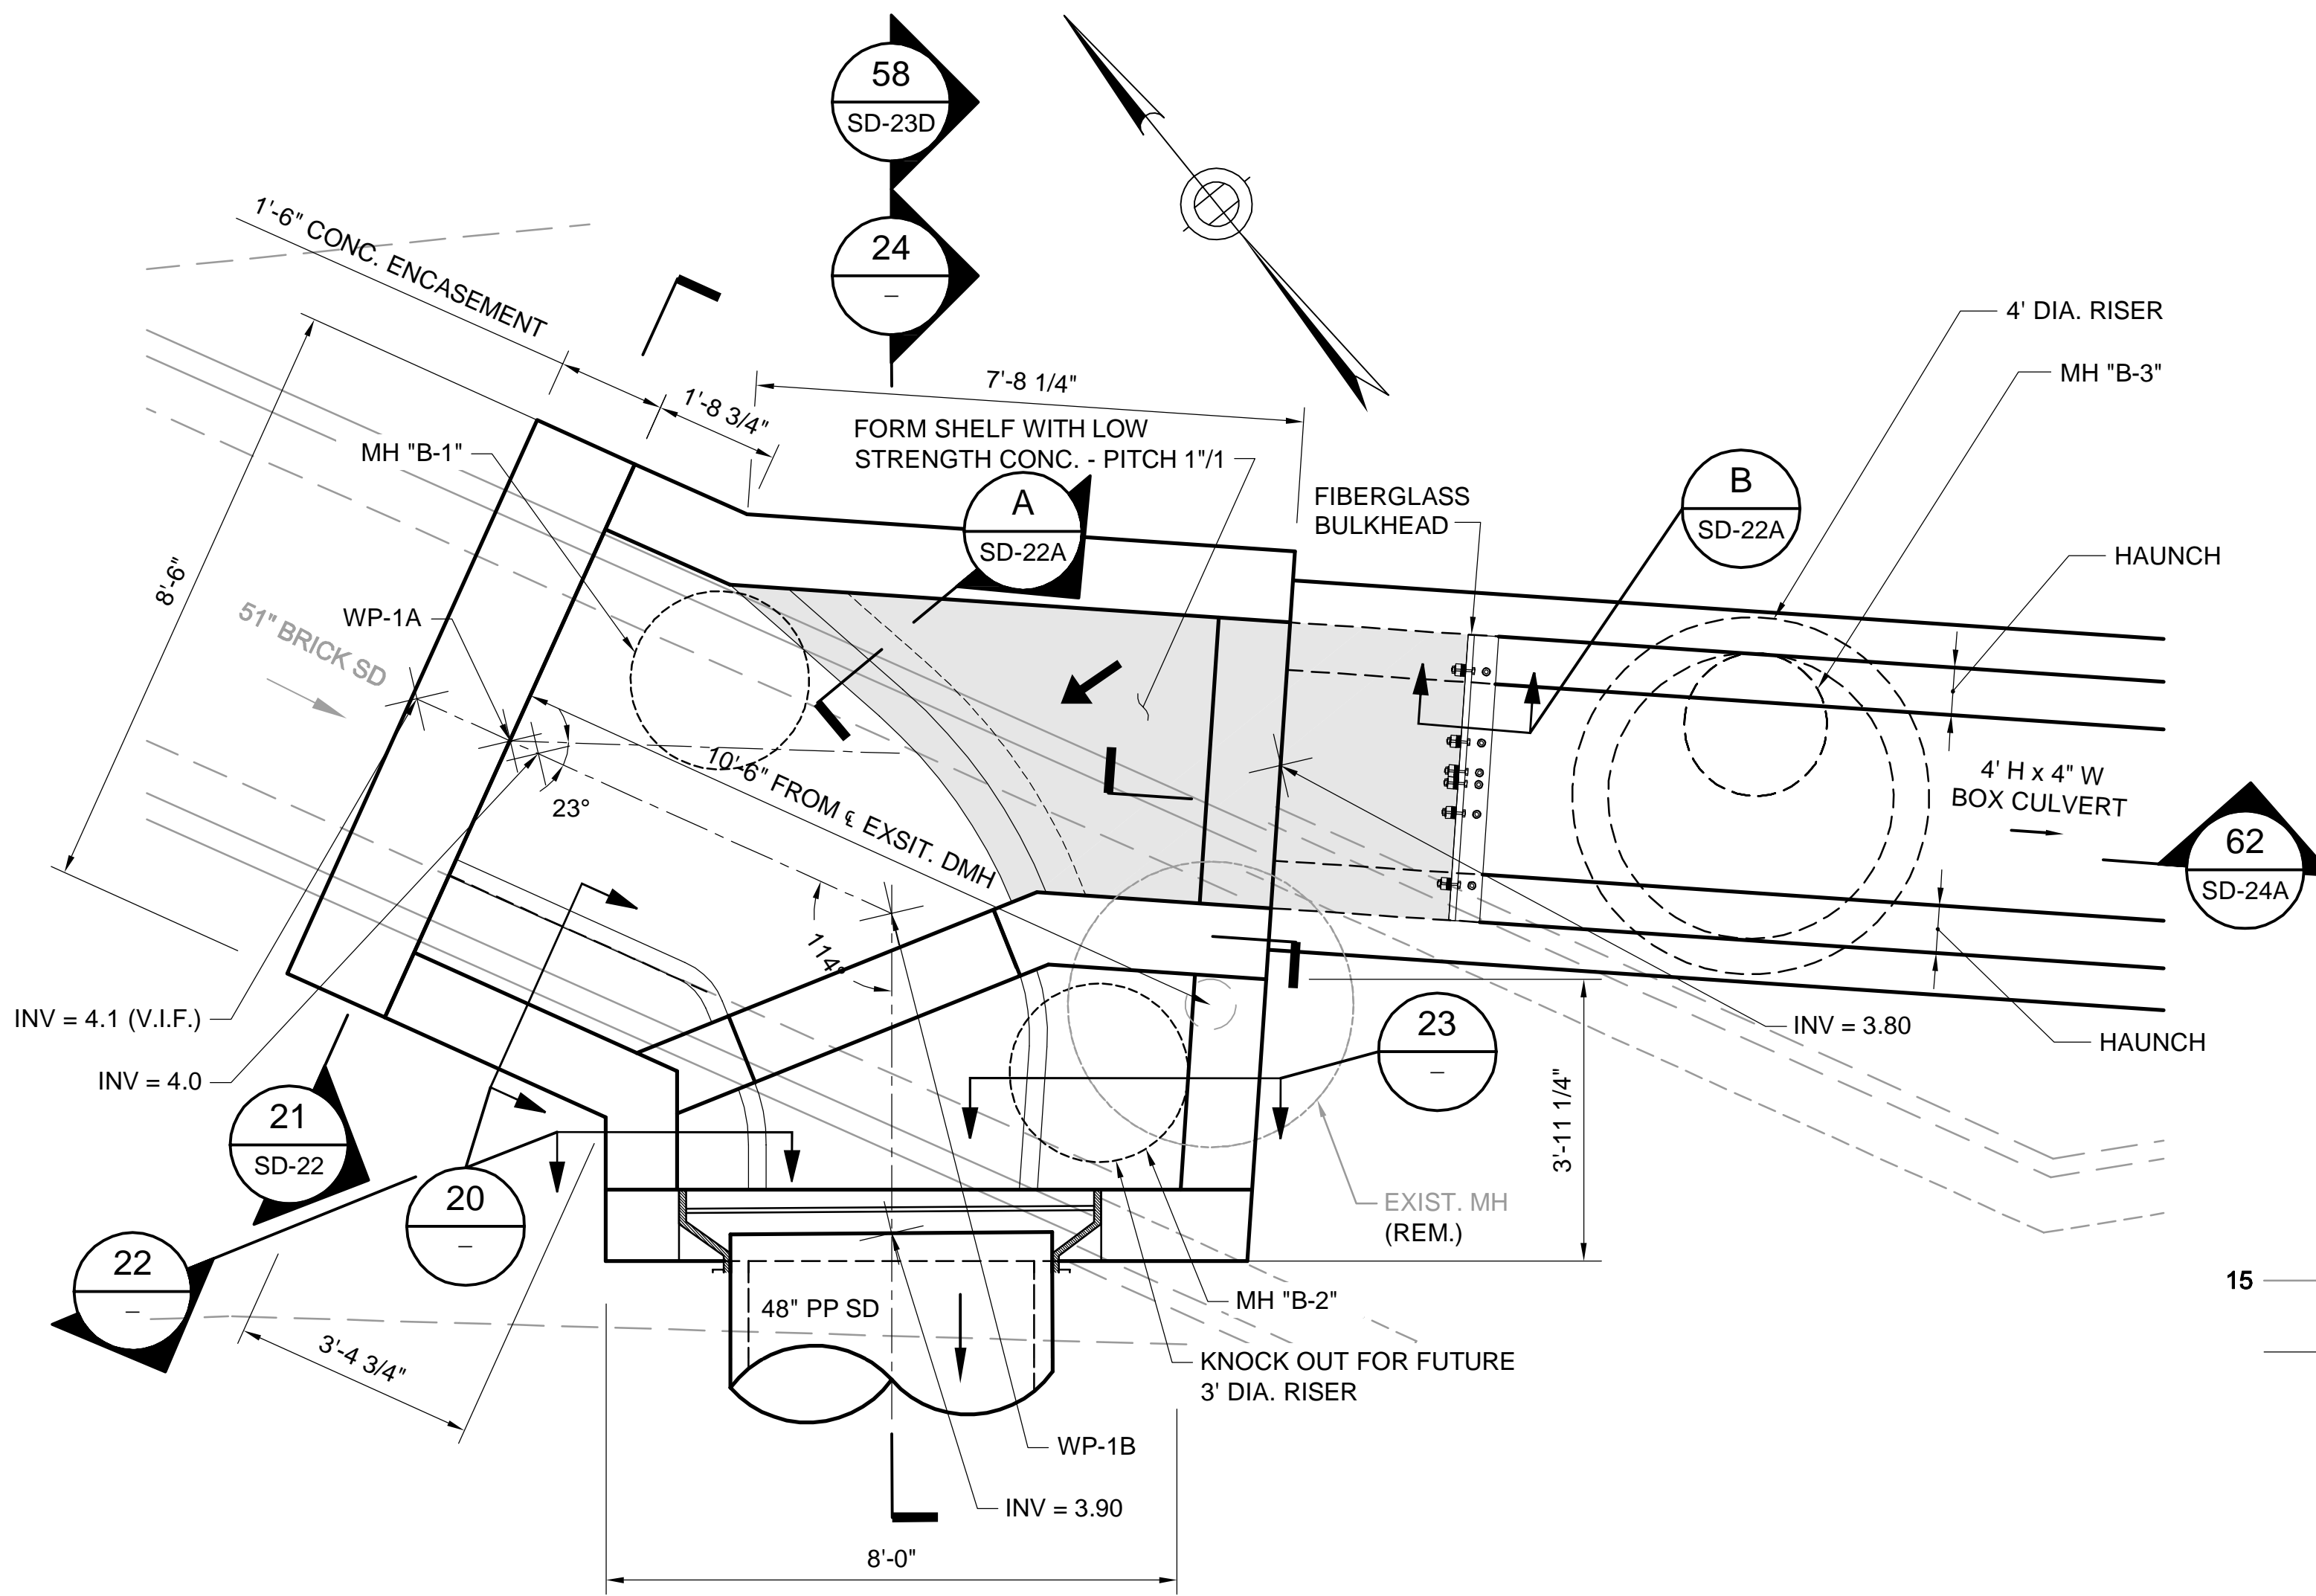 58
SD-23D
24
–
1'-6" CONC. ENCASEMENT
1'-8 3/4"
7'-8 1/4"
4' DIA. RISER
MH "B-3"
FORM SHELF WITH LOW
STRENGTH CONC. - PITCH 1"/1
MH "B-1"
A
SD-22A
FIBERGLASS
BULKHEAD
B
SD-22A
HAUNCH
8'-6"
51" BRICK SD
WP-1A
23°
10'-6" FROM ℄ EXSIT. DMH
4' H x 4" W
BOX CULVERT
62
SD-24A
114°
INV = 4.1 (V.I.F.)
INV = 4.0
23
–
INV = 3.80
HAUNCH
21
SD-22
20
–
3'-11 1/4"
EXIST. MH
(REM.)
22
–
15
48" PP SD
MH "B-2"
3'-4 3/4"
KNOCK OUT FOR FUTURE
3' DIA. RISER
WP-1B
INV = 3.90
8'-0"